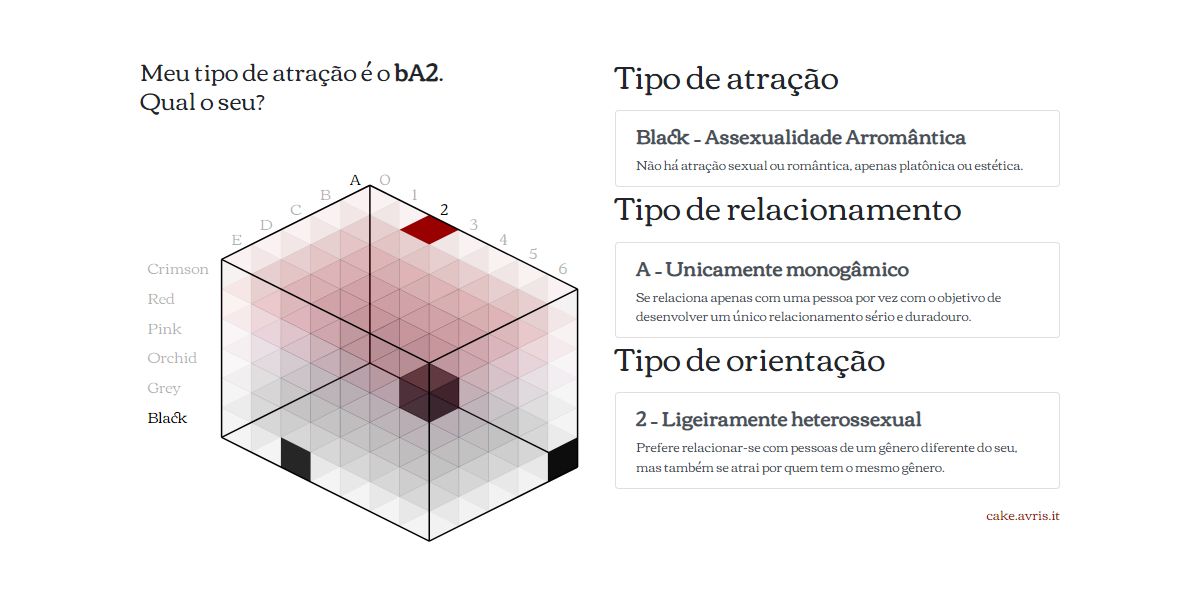 Meu tipo de atração é o bA2.
Qual o seu?
A
O
B
1
C
2
D
3
E
4
5
6
Crimson
Red
Pink
Orchid
Grey
Black
Tipo de atração
Black - Assexualidade Arromântica
Não há atração sexual ou romântica, apenas platônica ou estética.
Tipo de relacionamento
A - Unicamente monogâmico
Se relaciona apenas com uma pessoa por vez com o objetivo de
desenvolver um único relacionamento sério e duradouro.
Tipo de orientação
2 - Ligeiramente heterossexual
Prefere relacionar-se com pessoas de um gênero diferente do seu,
mas também se atrai por quem tem o mesmo gênero.
cake.avris.it